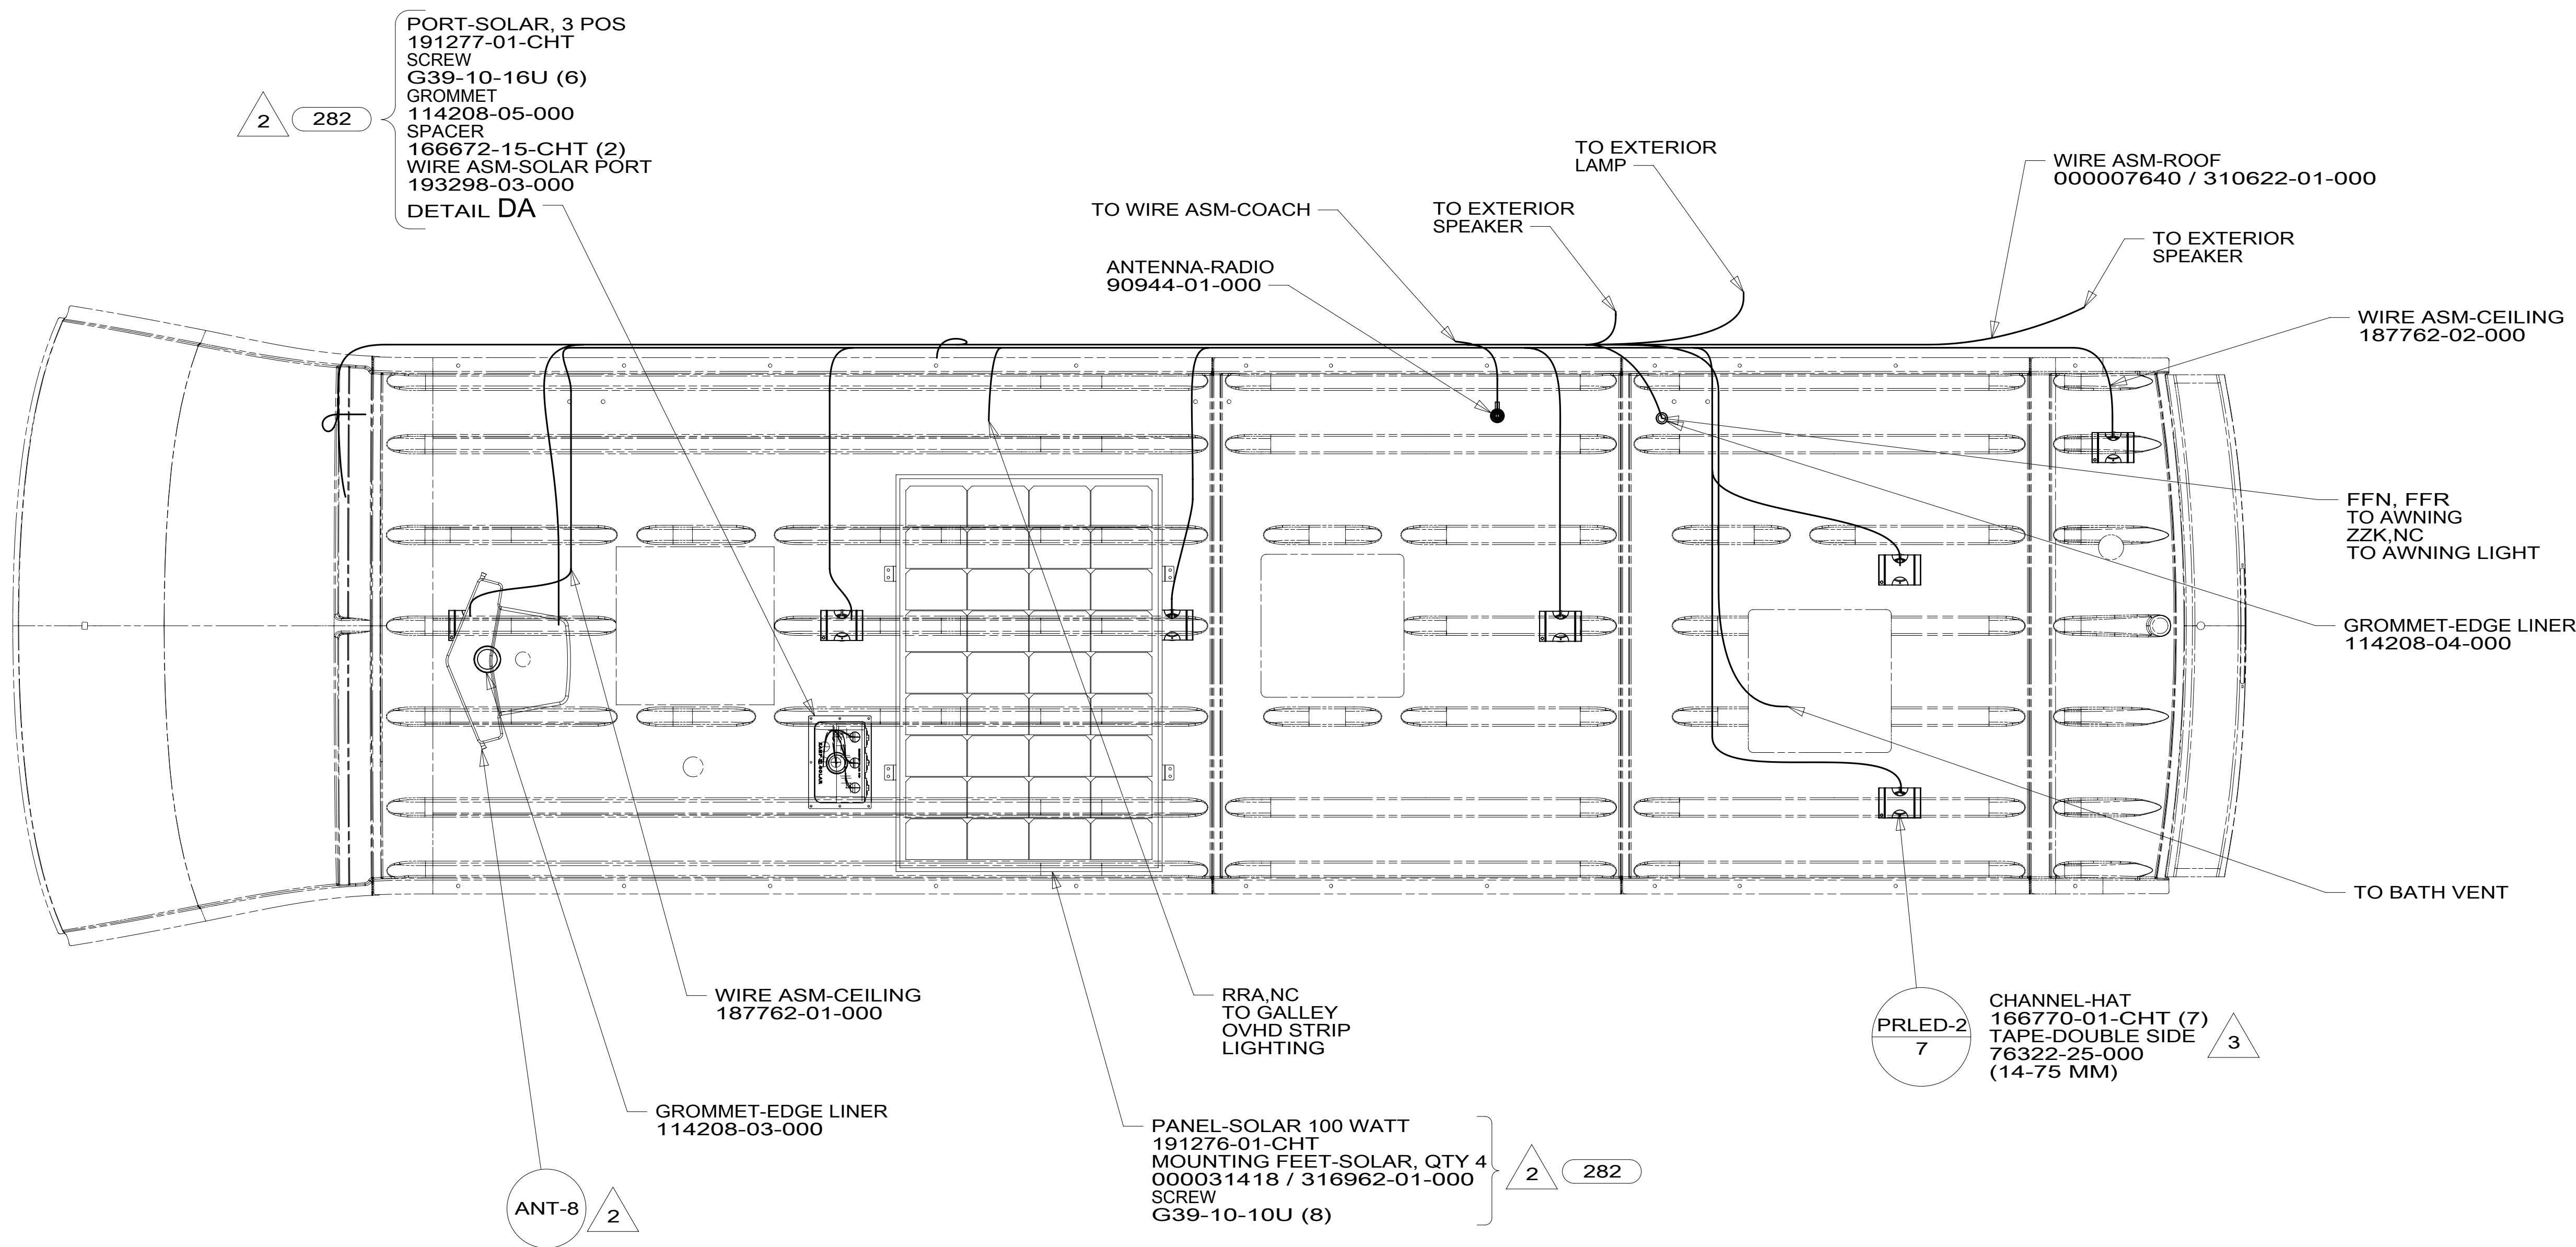 PORT-SOLAR, 3 POS
191277-01-CHT
SCREW
G39-10-16U (6)
GROMMET
114208-05-000
SPACER
166672-15-CHT (2)
WIRE ASM-SOLAR PORT
193298-03-000
DETAIL DA
2
282
TO EXTERIOR
LAMP
WIRE ASM-ROOF
000007640 / 310622-01-000
TO WIRE ASM-COACH
TO EXTERIOR
SPEAKER
TO EXTERIOR
SPEAKER
ANTENNA-RADIO
90944-01-000
WIRE ASM-CEILING
187762-02-000
FFN, FFR
TO AWNING
ZZK,NC
TO AWNING LIGHT
GROMMET-EDGE LINER
114208-04-000
SOLAR
TO BATH VENT
WIRE ASM-CEILING
187762-01-000
RRA,NC
TO GALLEY
OVHD STRIP
LIGHTING
PRLED-2
7
CHANNEL-HAT
166770-01-CHT (7)
TAPE-DOUBLE SIDE
76322-25-000
(14-75 MM)
3
GROMMET-EDGE LINER
114208-03-000
PANEL-SOLAR 100 WATT
191276-01-CHT
MOUNTING FEET-SOLAR, QTY 4
000031418 / 316962-01-000
SCREW
G39-10-10U (8)
2
282
ANT-8
2